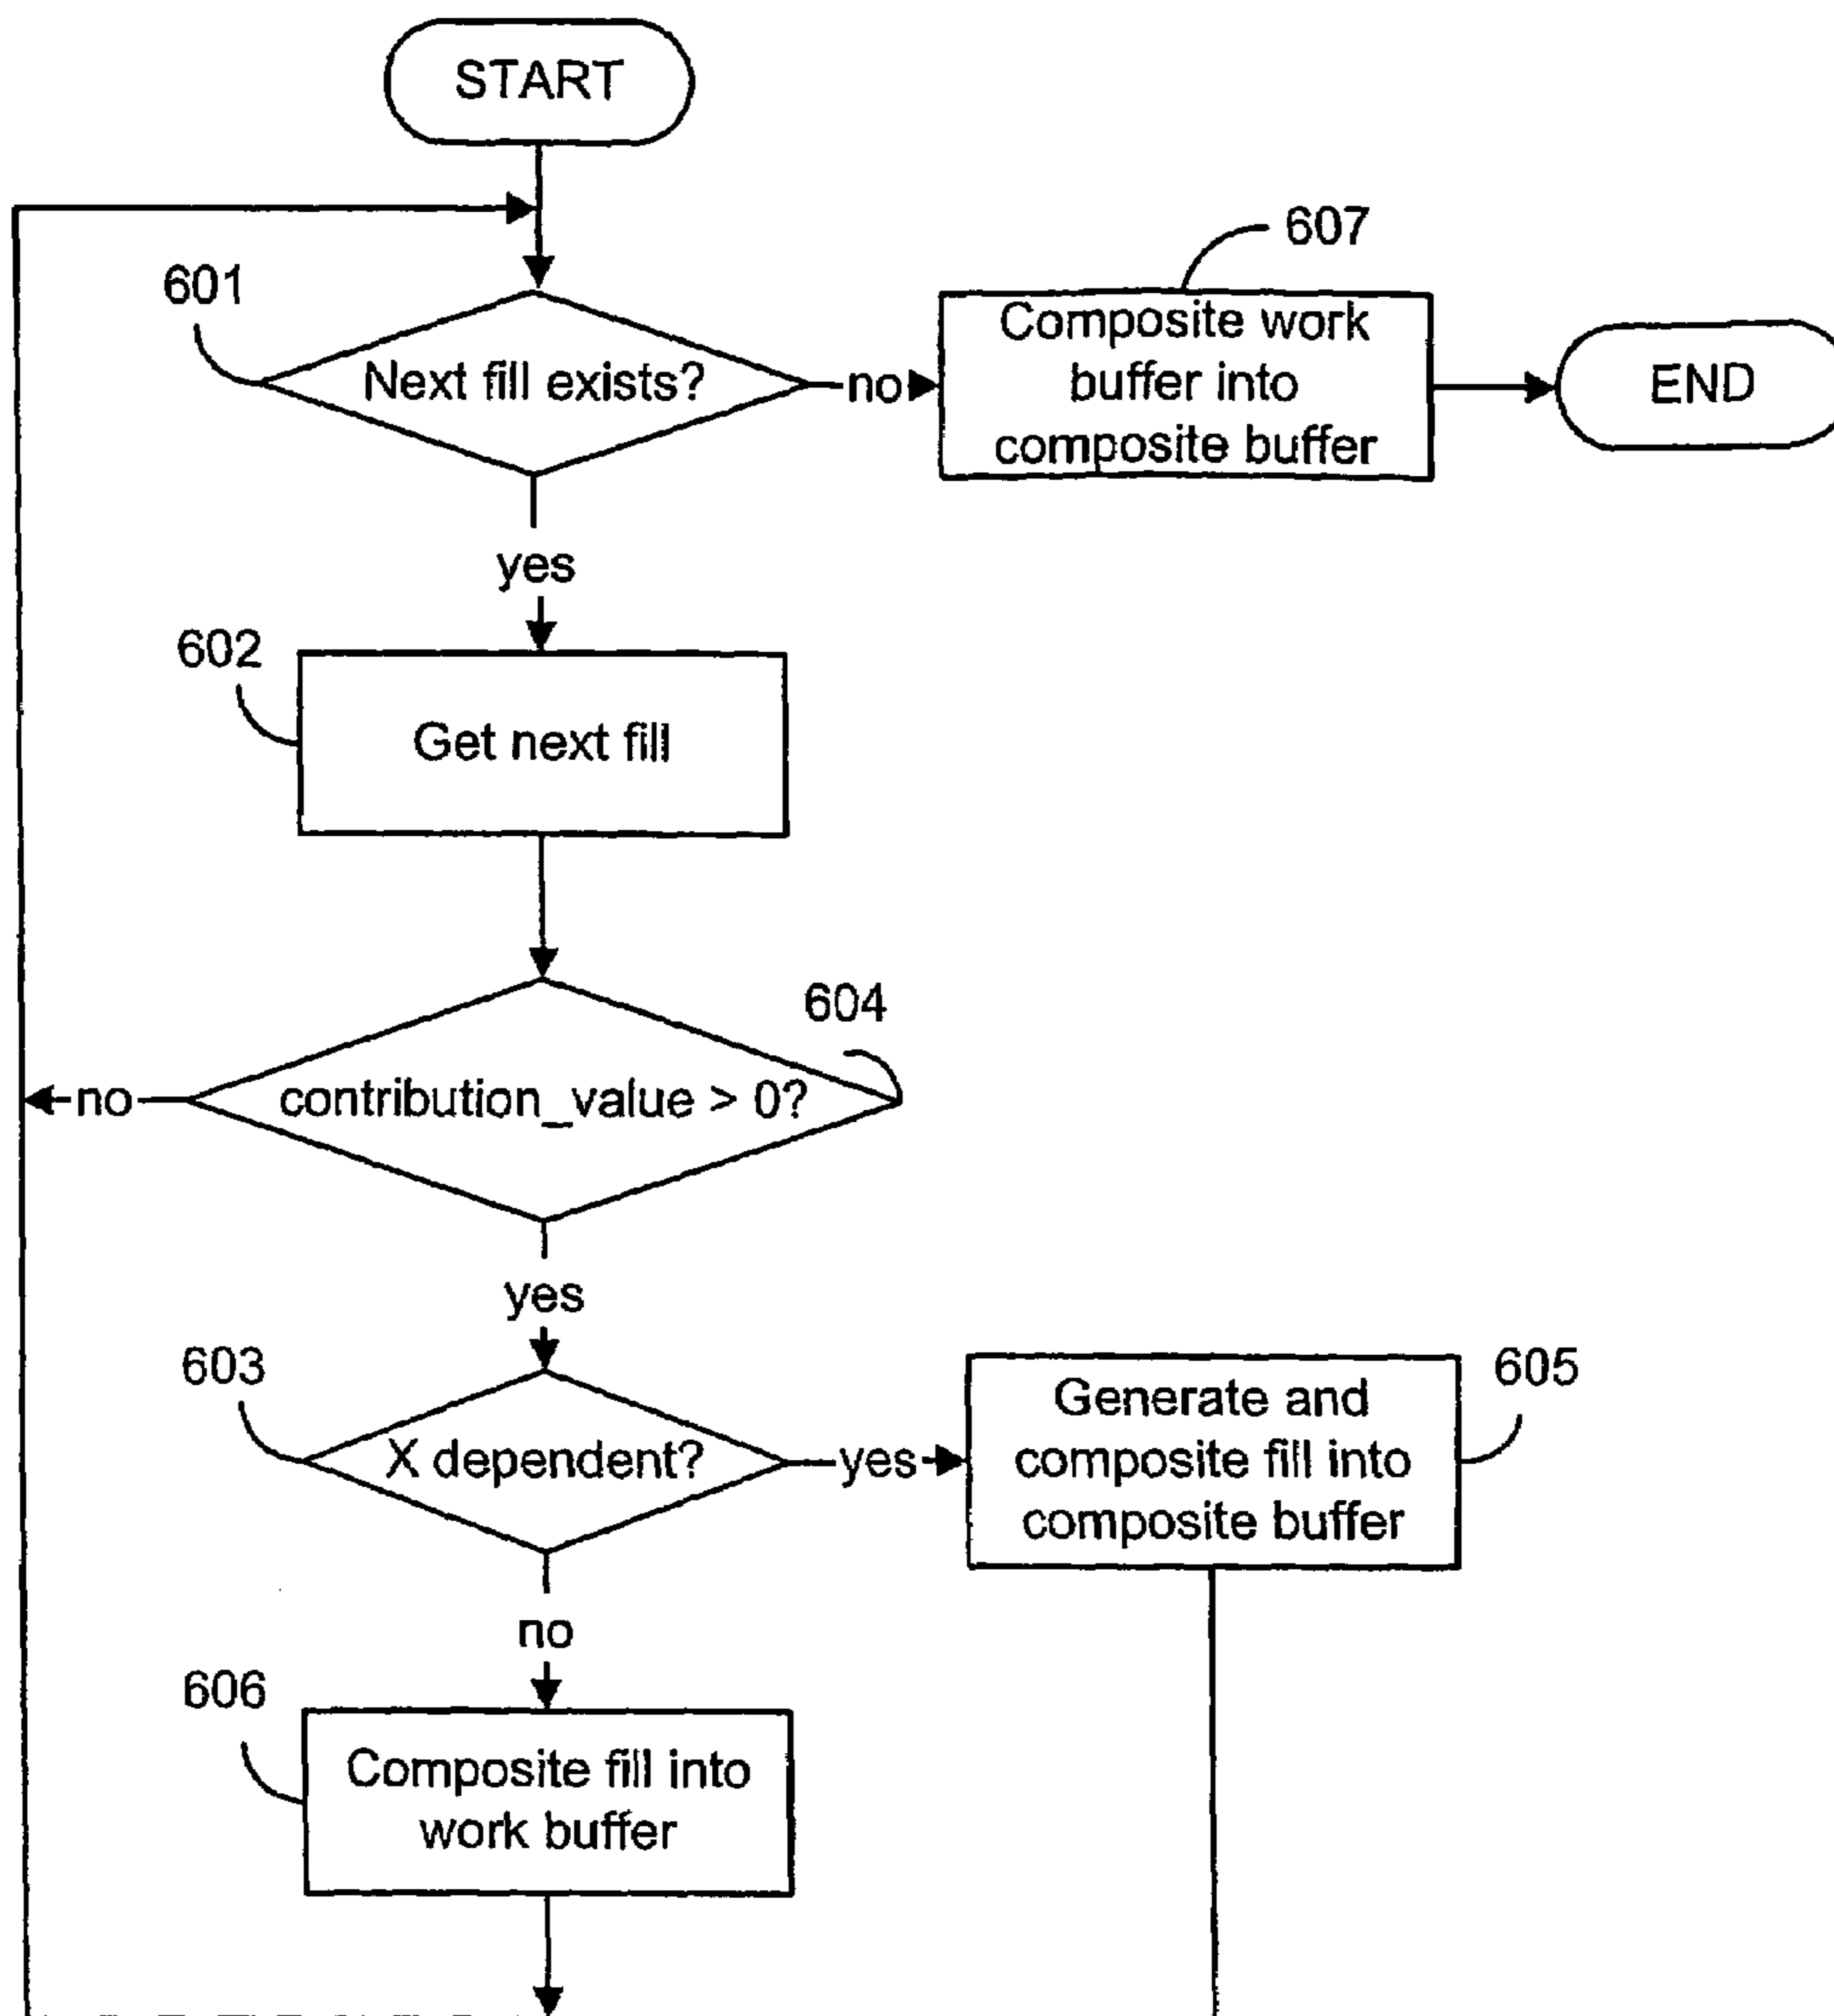 START
607
601
Next fill exists?
no
Composite work
buffer into
composite buffer
END
yes
602
Get next fill
604
contribution_value > 0?
no
yes
603
X dependent?
yes
605
Generate and
composite fill into
composite buffer
no
606
Composite fill into
work buffer